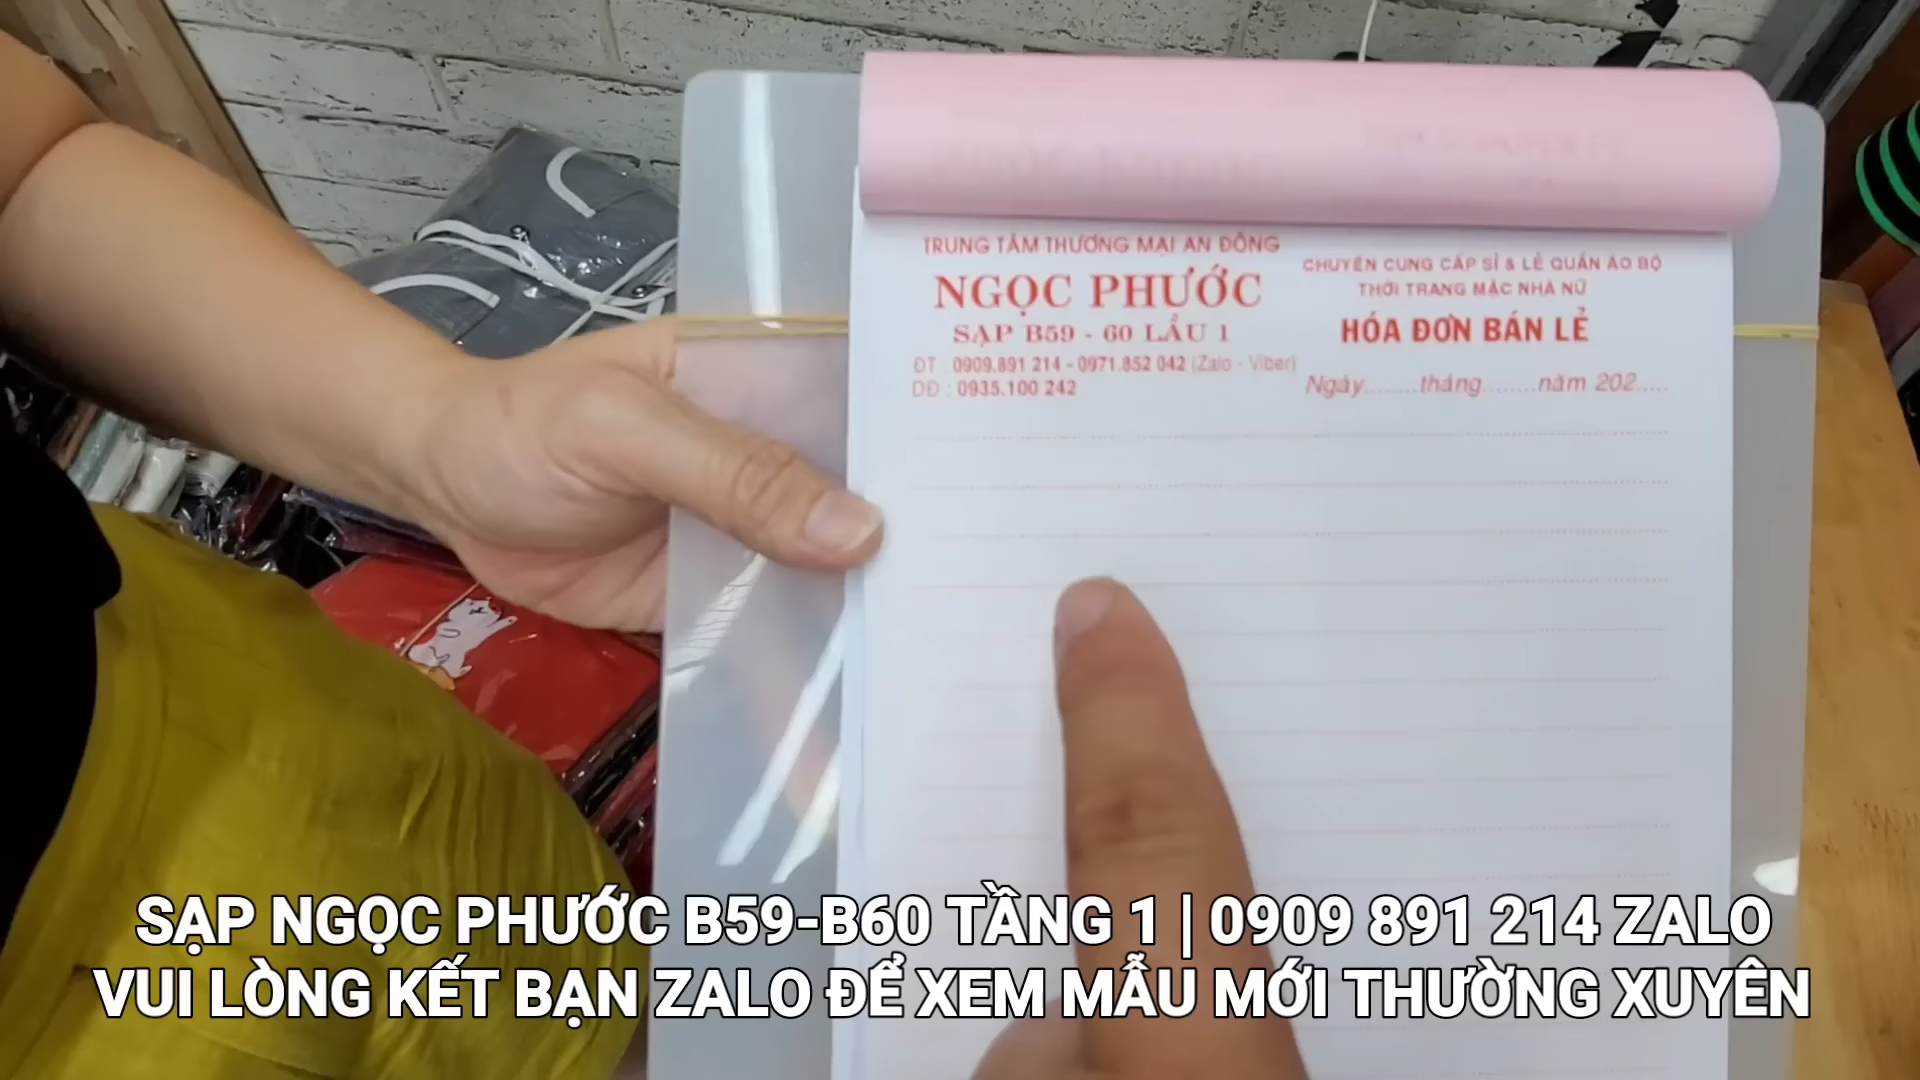 TRUNG TÂM THƯƠNG MẠI AN ĐÔNG
NGỌC PHƯỚC
SẠP B59 - 60 LẦU 1
ĐT : 0909.891 214 - 0971.852 042 (Zalo - Viber)
DĐ : 0935.100 242
CHUYÊN CUNG CẤP SỈ & LẺ QUẦN ÁO BỘ
THỜI TRANG MẶC NHÀ NỮ
HÓA ĐƠN BÁN LẺ
Ngày........tháng........năm 202.....
SẠP NGỌC PHƯỚC B59-B60 TẦNG 1 | 0909 891 214 ZALO
VUI LÒNG KẾT BẠN ZALO ĐỂ XEM MẪU MỚI THƯỜNG XUYÊN